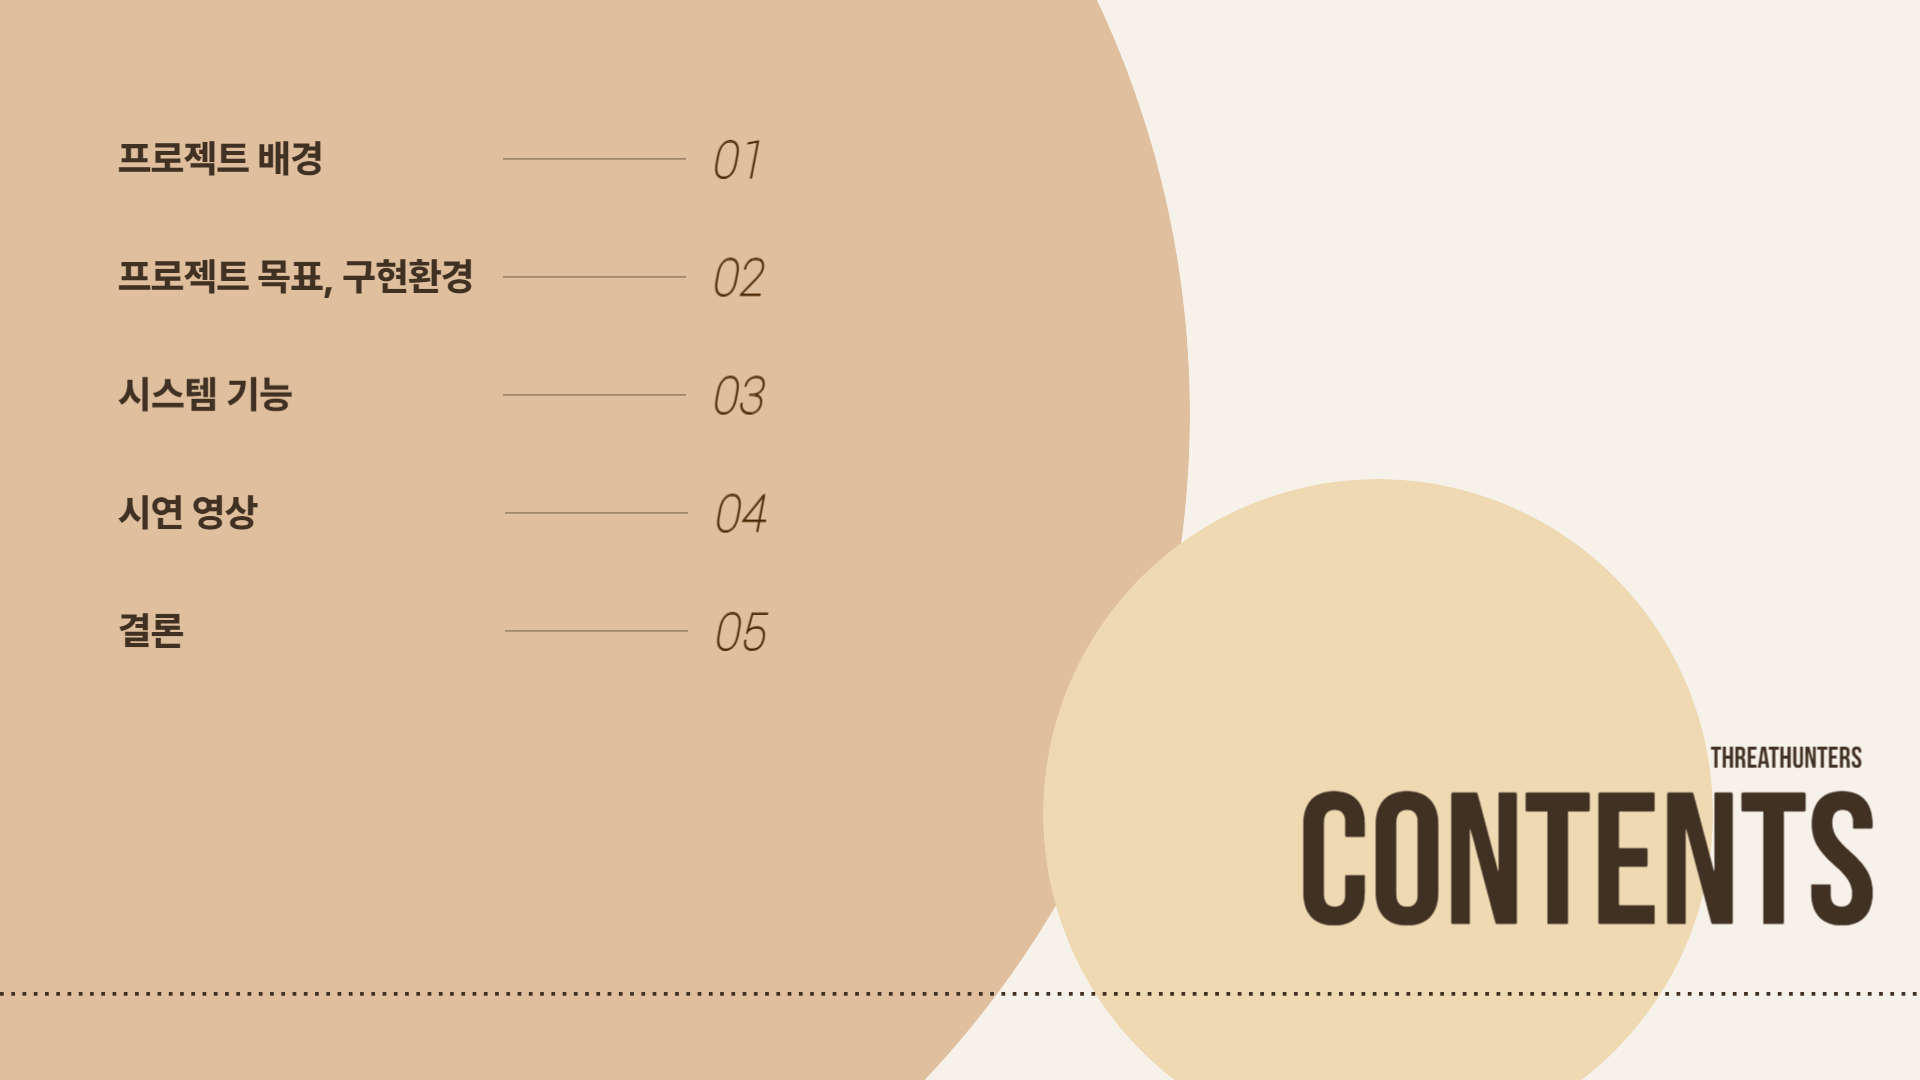 프로젝트 배경 01
프로젝트 목표, 구현환경 02
시스템 기능 03
시연 영상 04
결론 05
THREATHUNTERS
CONTENTS